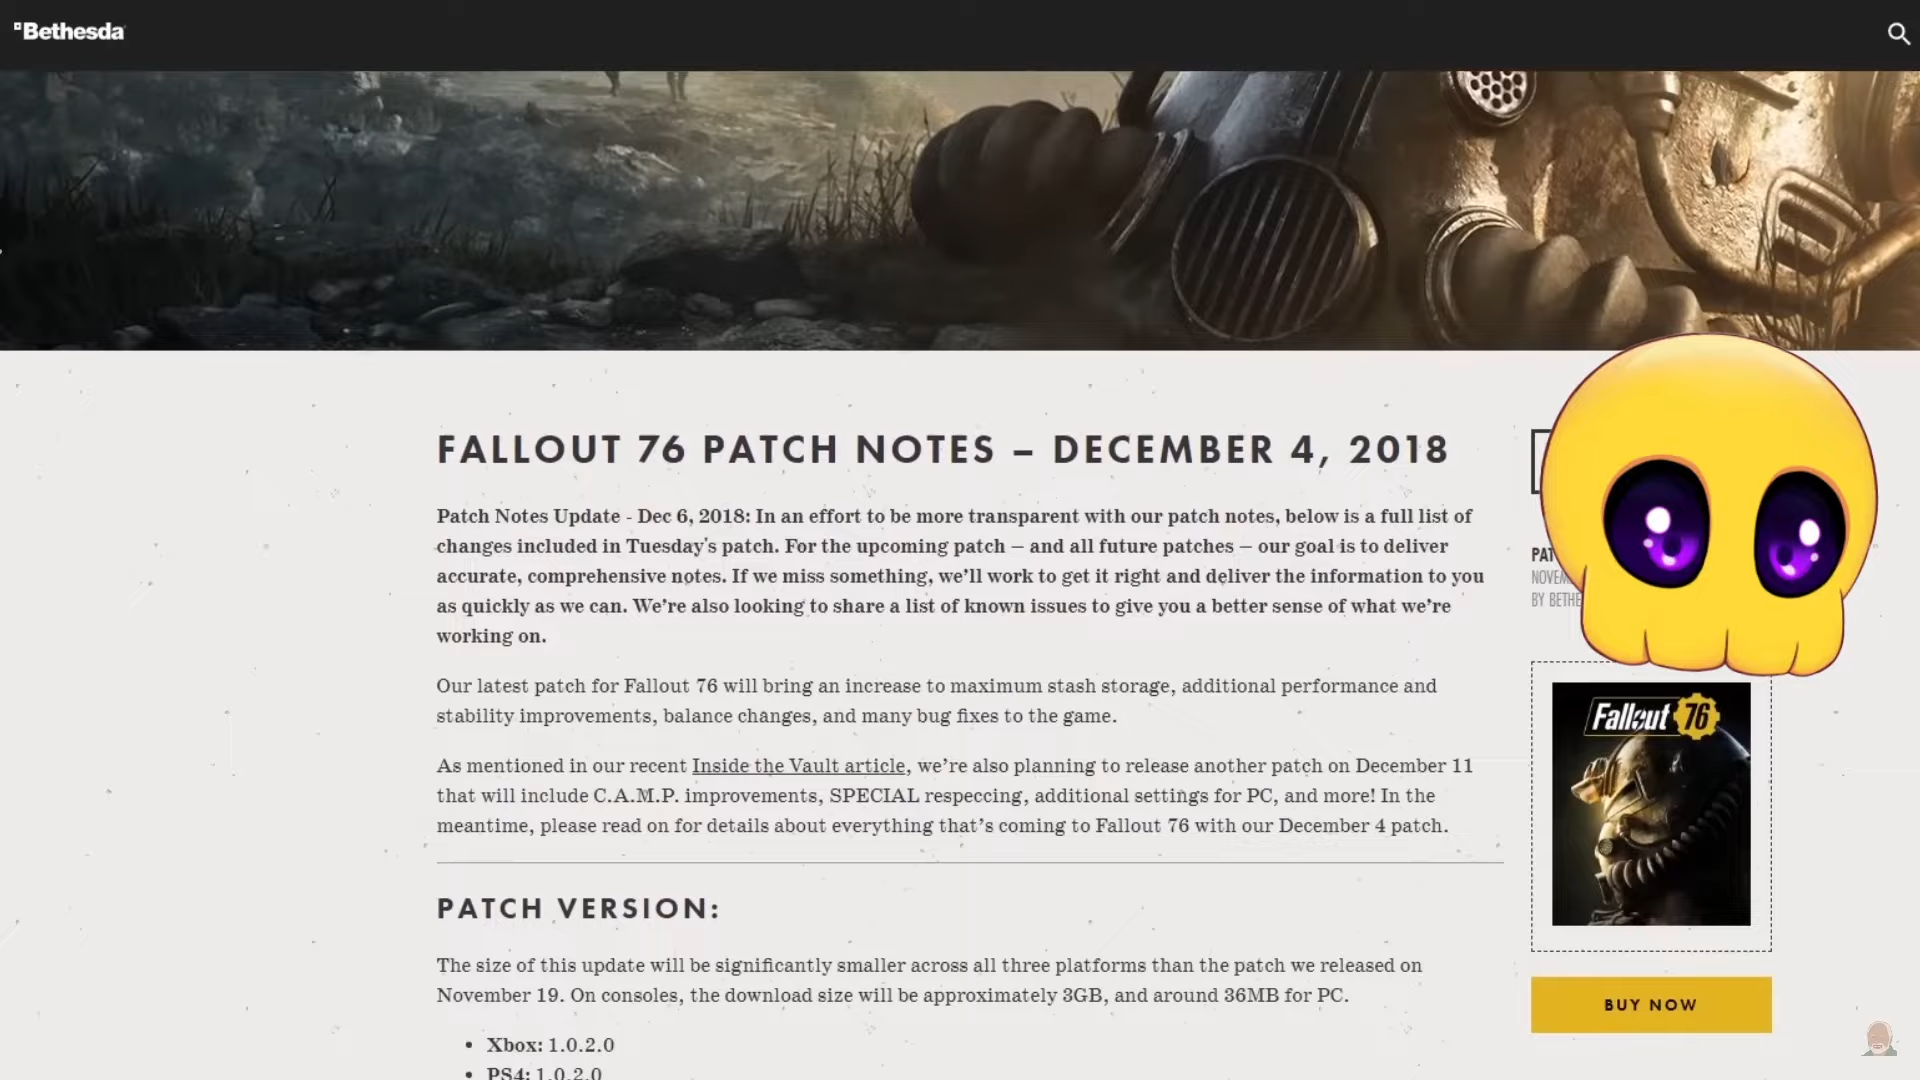 Bethesda
FALLOUT 76 PATCH NOTES – DECEMBER 4, 2018
Patch Notes Update - Dec 6, 2018: In an effort to be more transparent with our patch notes, below is a full list of
changes included in Tuesday's patch. For the upcoming patch – and all future patches – our goal is to deliver
accurate, comprehensive notes. If we miss something, we’ll work to get it right and deliver the information to you
as quickly as we can. We’re also looking to share a list of known issues to give you a better sense of what we’re
working on.
Our latest patch for Fallout 76 will bring an increase to maximum stash storage, additional performance and
stability improvements, balance changes, and many bug fixes to the game.
As mentioned in our recent Inside the Vault article, we’re also planning to release another patch on December 11
that will include C.A.M.P. improvements, SPECIAL respeccing, additional settings for PC, and more! In the
meantime, please read on for details about everything that’s coming to Fallout 76 with our December 4 patch.
PATCH VERSION:
The size of this update will be significantly smaller across all three platforms than the patch we released on
November 19. On consoles, the download size will be approximately 3GB, and around 36MB for PC.
• Xbox: 1.0.2.0
• PS4: 1.0.2.0
BY
Fallout 76
BUY NOW